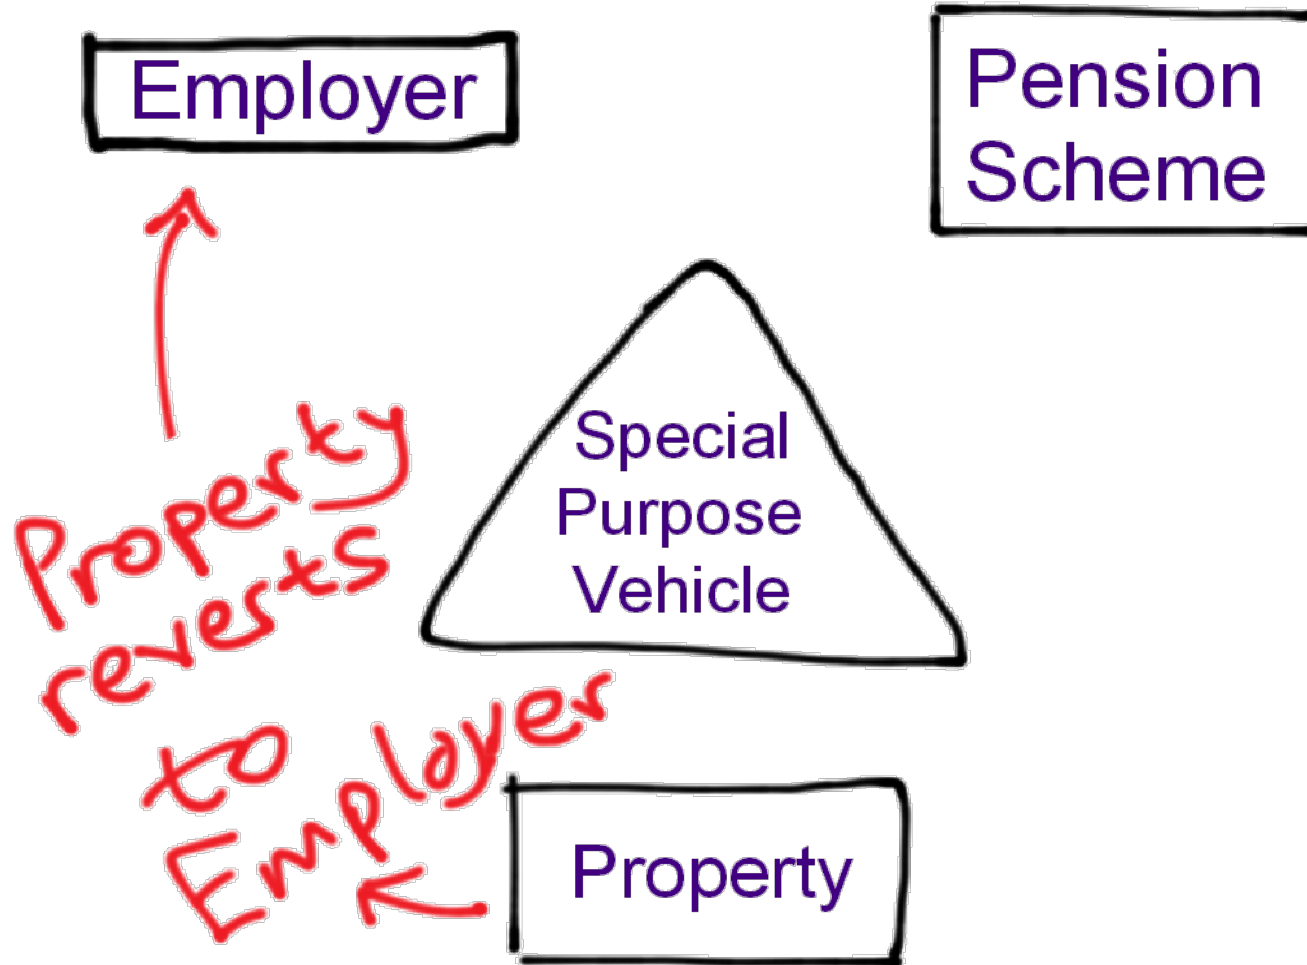 Employer
Pension
Scheme
Special
Purpose
Vehicle
Property
reverts
to
Employer
Property